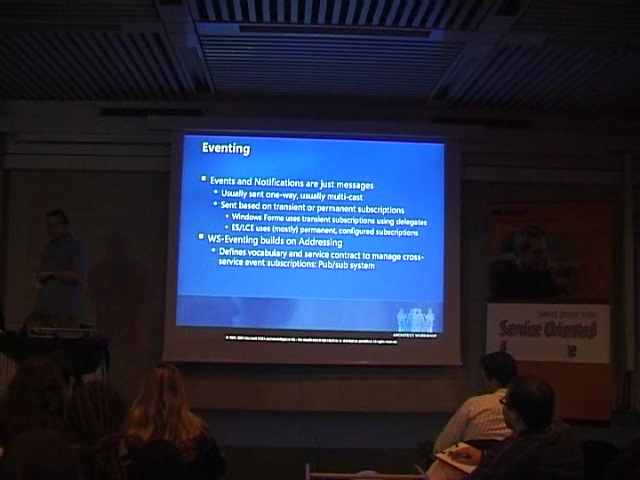 Eventing
Events and Notifications are just messages
Usually sent one-way, usually multi-cast
Sent based on transient or permanent subscriptions
Windows Forms uses transient subscriptions using delegates
ES/LCE uses (mostly) permanent, configured subscriptions
WS-Eventing builds on Addressing
Defines vocabulary and service contract to manage cross-
service event subscriptions: Pub/sub system
ARCHITECT WORKSHOP
Service Oriented